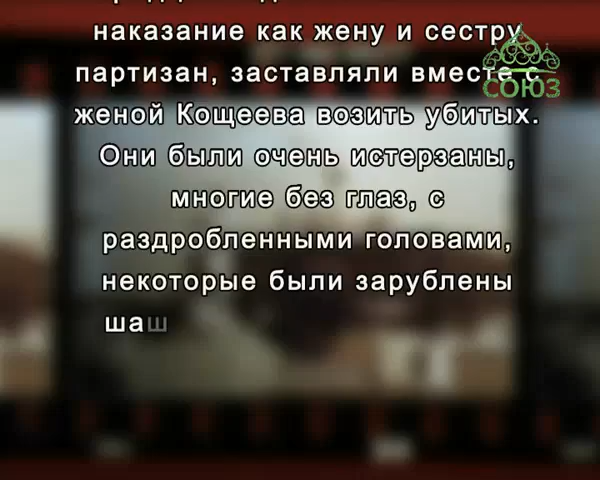 наказание как жену и сестру
партизан, заставляли вместе с
женой Кощеева возить убитых.
Они были очень истерзаны,
многие без глаз, с
раздробленными головами,
некоторые были зарублены
шаш
СОЮЗ